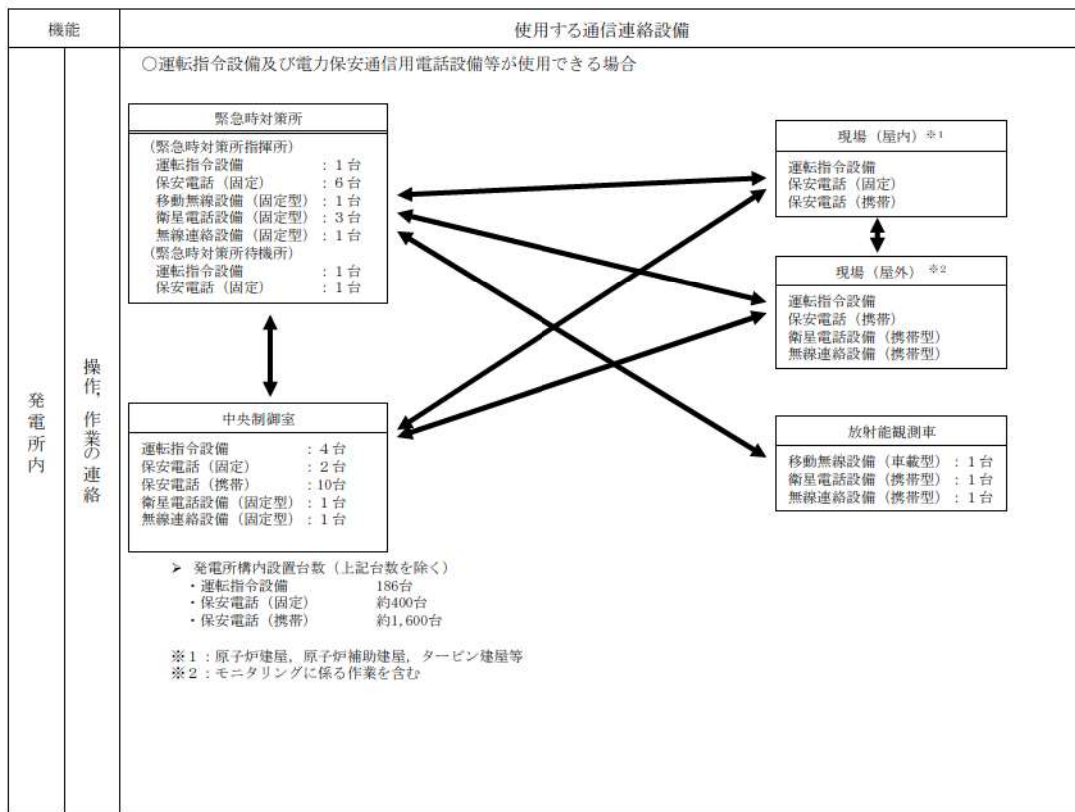 機能
使用する通信連絡設備
発電所内
操作，作業の連絡
○運転指令設備及び電力保安通信用電話設備等が使用できる場合
緊急時対策所
（緊急時対策所指揮所）
運転指令設備 ：1台
保安電話（固定） ：6台
移動無線設備（固定型）：1台
衛星電話設備（固定型）：3台
無線連絡設備（固定型）：1台
（緊急時対策所待機所）
運転指令設備 ：1台
保安電話（固定） ：1台
中央制御室
運転指令設備 ：4台
保安電話（固定） ：2台
保安電話（携帯） ：10台
衛星電話設備（固定型）：1台
無線連絡設備（固定型）：1台
現場（屋内）※1
運転指令設備
保安電話（固定）
保安電話（携帯）
現場（屋外）※2
運転指令設備
保安電話（携帯）
衛星電話設備（携帯型）
無線連絡設備（携帯型）
放射能観測車
移動無線設備（車載型）：1台
衛星電話設備（携帯型）：1台
無線連絡設備（携帯型）：1台
➤ 発電所構内設置台数（上記台数を除く）
・運転指令設備 186台
・保安電話（固定） 約400台
・保安電話（携帯） 約1,600台
※1：原子炉建屋，原子炉補助建屋，タービン建屋等
※2：モニタリングに係る作業を含む